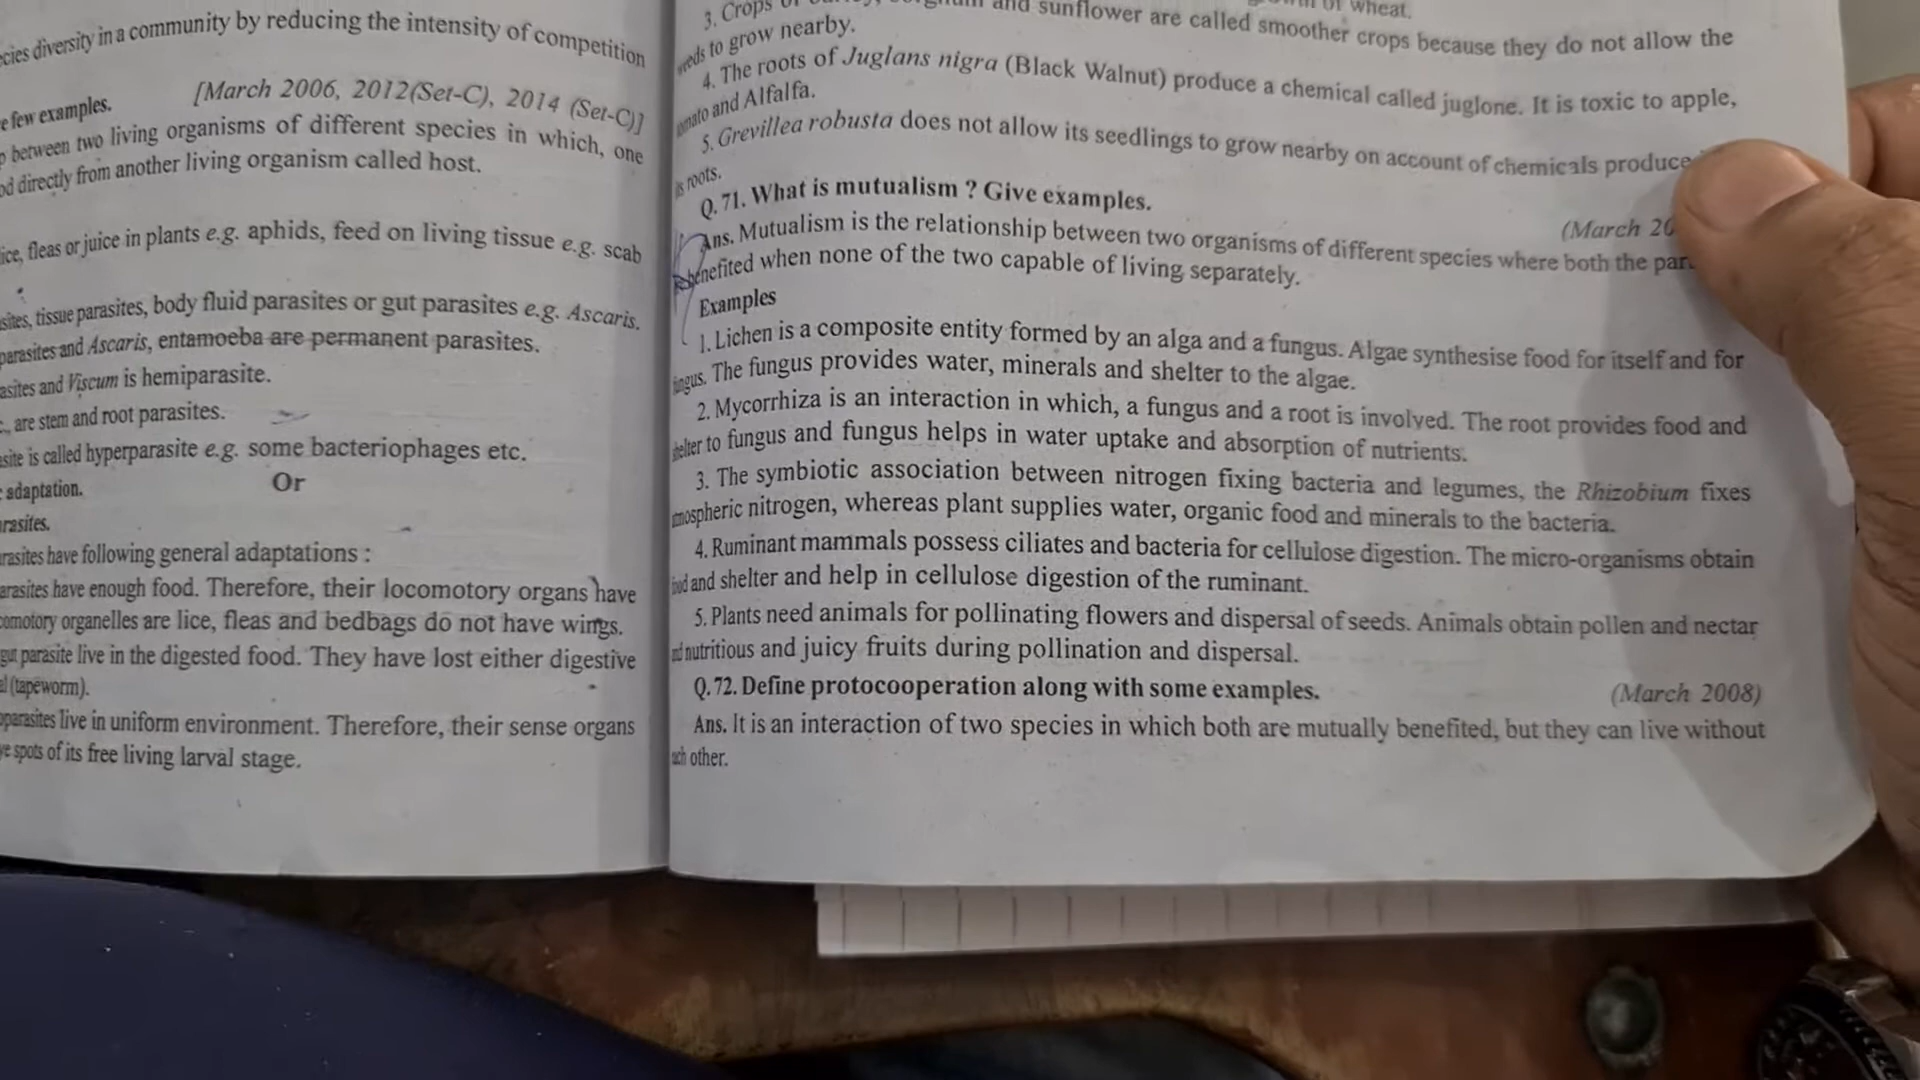 cies diversity in a community by reducing the intensity of competition
[March 2006, 2012(Set-C), 2014 (Set-C)]
e few examples.
between two living organisms of different species in which, one
od directly from another living organism called host.
ice, fleas or juice in plants e.g. aphids, feed on living tissue e.g. scab
sites, tissue parasites, body fluid parasites or gut parasites e.g. Ascaris.
parasites and Ascaris, entamoeba are permanent parasites.
asites and Viscum is hemiparasite.
., are stem and root parasites.
site is called hyperparasite e.g. some bacteriophages etc.
adaptation.
Or
rasites.
rasites have following general adaptations :
arasites have enough food. Therefore, their locomotory organs have
comotory organelles are lice, fleas and bedbags do not have wings.
gut parasite live in the digested food. They have lost either digestive
(tapeworm).
parasites live in uniform environment. Therefore, their sense organs
ye spots of its free living larval stage.
of wheat.
3. Crops and sunflower are called smoother crops because they do not allow the
weeds to grow nearby.
4. The roots of Juglans nigra (Black Walnut) produce a chemical called juglone. It is toxic to apple,
omato and Alfalfa.
5. Grevillea robusta does not allow its seedlings to grow nearby on account of chemicals produce
its roots.
Q.71. What is mutualism ? Give examples.
(March 20
Ans. Mutualism is the relationship between two organisms of different species where both the par
benefited when none of the two capable of living separately.
Examples
1. Lichen is a composite entity formed by an alga and a fungus. Algae synthesise food for itself and for
ungus. The fungus provides water, minerals and shelter to the algae.
2. Mycorrhiza is an interaction in which, a fungus and a root is involved. The root provides food and
helter to fungus and fungus helps in water uptake and absorption of nutrients.
3. The symbiotic association between nitrogen fixing bacteria and legumes, the Rhizobium fixes
mospheric nitrogen, whereas plant supplies water, organic food and minerals to the bacteria.
4. Ruminant mammals possess ciliates and bacteria for cellulose digestion. The micro-organisms obtain
ood and shelter and help in cellulose digestion of the ruminant.
5. Plants need animals for pollinating flowers and dispersal of seeds. Animals obtain pollen and nectar
nd nutritious and juicy fruits during pollination and dispersal.
Q.72. Define protocooperation along with some examples.
(March 2008)
Ans. It is an interaction of two species in which both are mutually benefited, but they can live without
ach other.